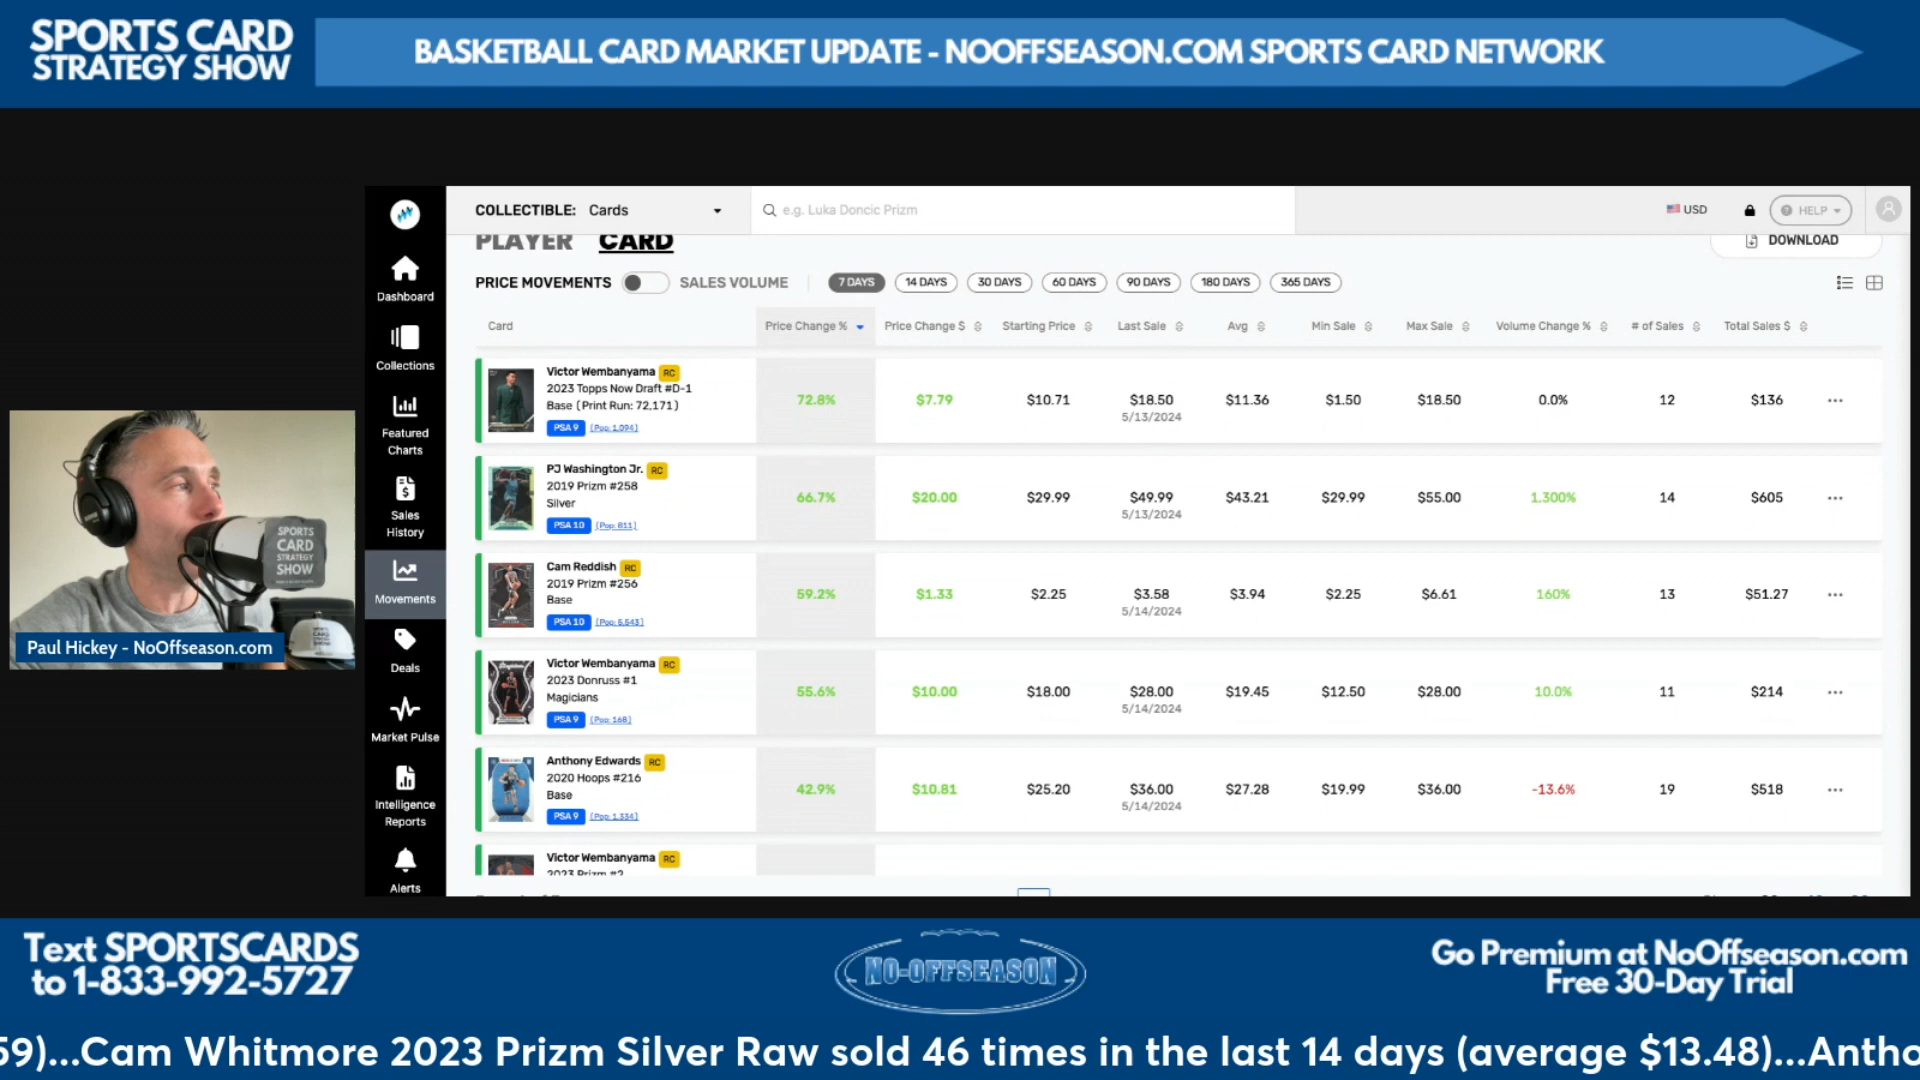 SPORTS CARD
STRATEGY SHOW
BASKETBALL CARD MARKET UPDATE - NOOFFSEASON.COM SPORTS CARD NETWORK
COLLECTIBLE: Cards
e.g. Luka Doncic Prizm
USD
HELP
PLAYER CARD
DOWNLOAD
PRICE MOVEMENTS SALES VOLUME 7 DAYS 14 DAYS 30 DAYS 60 DAYS 90 DAYS 180 DAYS 365 DAYS
Card Price Change % Price Change $ Starting Price Last Sale Avg Min Sale Max Sale Volume Change % # of Sales Total Sales $
Victor Wembanyama RC
2023 Topps Now Draft #D-1
Base (Print Run: 72,171)
PSA 9 (Pop: 1,094)
72.8% $7.79 $10.71 $18.50 $11.36 $1.50 $18.50 0.0% 12 $136
5/13/2024
PJ Washington Jr. RC
2019 Prizm #258
Silver
PSA 10 (Pop: 811)
66.7% $20.00 $29.99 $49.99 $43.21 $29.99 $55.00 1,300% 14 $605
5/13/2024
Cam Reddish RC
2019 Prizm #256
Base
PSA 10 (Pop: 5,543)
59.2% $1.33 $2.25 $3.58 $3.94 $2.25 $6.61 160% 13 $51.27
5/14/2024
Victor Wembanyama RC
2023 Donruss #1
Magicians
PSA 9 (Pop: 168)
55.6% $10.00 $18.00 $28.00 $19.45 $12.50 $28.00 10.0% 11 $214
5/14/2024
Anthony Edwards RC
2020 Hoops #216
Base
PSA 9 (Pop: 1,334)
42.9% $10.81 $25.20 $36.00 $27.28 $19.99 $36.00 -13.6% 19 $518
5/14/2024
Victor Wembanyama RC
2023 Prizm #2
Dashboard
Collections
Featured
Charts
Sales
History
Movements
Deals
Market Pulse
Intelligence
Reports
Alerts
SPORTS
CARD
STRATEGY
SHOW
Paul Hickey - NoOffseason.com
Text SPORTSCARDS
to 1-833-992-5727
NO-OFFSEASON
Go Premium at NoOffseason.com
Free 30-Day Trial
59)...Cam Whitmore 2023 Prizm Silver Raw sold 46 times in the last 14 days (average $13.48)...Antho